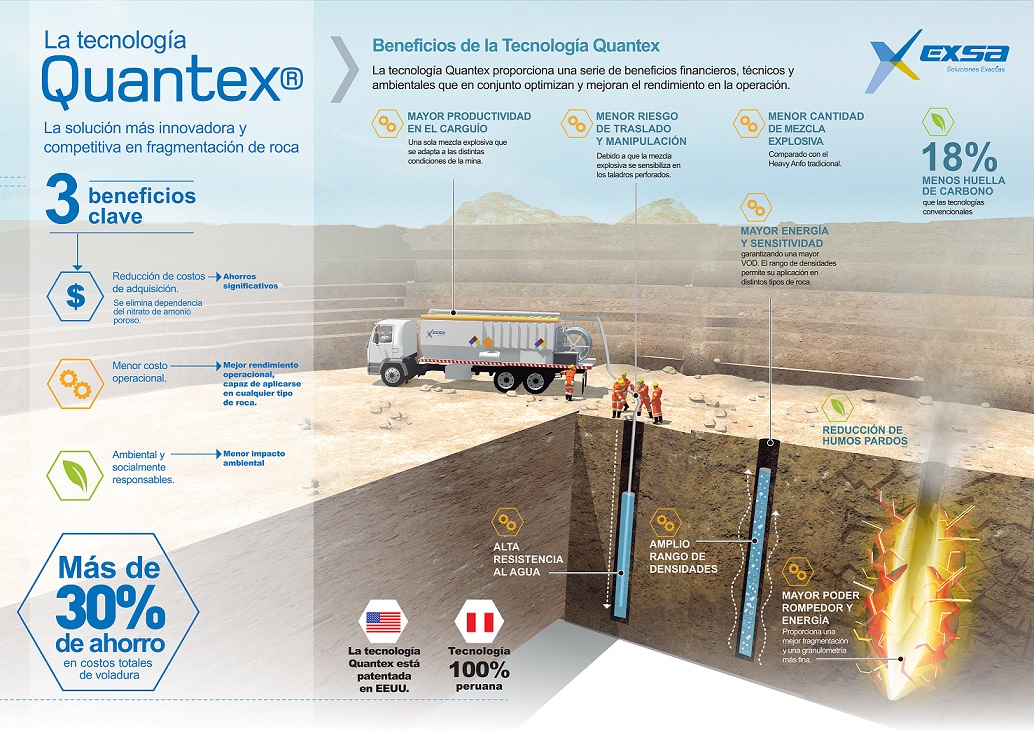 La tecnología
Quantex®
La solución más innovadora y
competitiva en fragmentación de roca
3 beneficios
clave
$
Reducción de costos
de adquisición.
Se elimina dependencia
del nitrato de amonio
poroso.
Ahorros
significativos
Menor costo
operacional.
Mejor rendimiento
operacional,
capaz de aplicarse
en cualquier tipo
de roca.
Ambiental y
socialmente
responsables.
Menor impacto
ambiental
Más de
30%
de ahorro
en costos totales
de voladura
Beneficios de la Tecnología Quantex
La tecnología Quantex proporciona una serie de beneficios financieros, técnicos y
ambientales que en conjunto optimizan y mejoran el rendimiento en la operación.
EXSA
Soluciones Exactas
MAYOR PRODUCTIVIDAD
EN EL CARGUÍO
Una sola mezcla explosiva que
se adapta a las distintas
condiciones de la mina.
MENOR RIESGO
DE TRASLADO
Y MANIPULACIÓN
Debido a que la mezcla
explosiva se sensibiliza en
los taladros perforados.
MENOR CANTIDAD
DE MEZCLA
EXPLOSIVA
Comparado con el
Heavy Anfo tradicional.
18%
MENOS HUELLA
DE CARBONO
que las tecnologías
convencionales
MAYOR ENERGÍA
Y SENSITIVIDAD
garantizando una mayor
VOD. El rango de densidades
permite su aplicación en
distintos tipos de roca.
EXSA
REDUCCIÓN DE
HUMOS PARDOS
ALTA
RESISTENCIA
AL AGUA
AMPLIO
RANGO DE
DENSIDADES
MAYOR PODER
ROMPEDOR Y
ENERGÍA
Proporciona una
mejor fragmentación
y una granulometría
más fina.
La tecnología
Quantex está
patentada
en EEUU.
Tecnología
100%
peruana